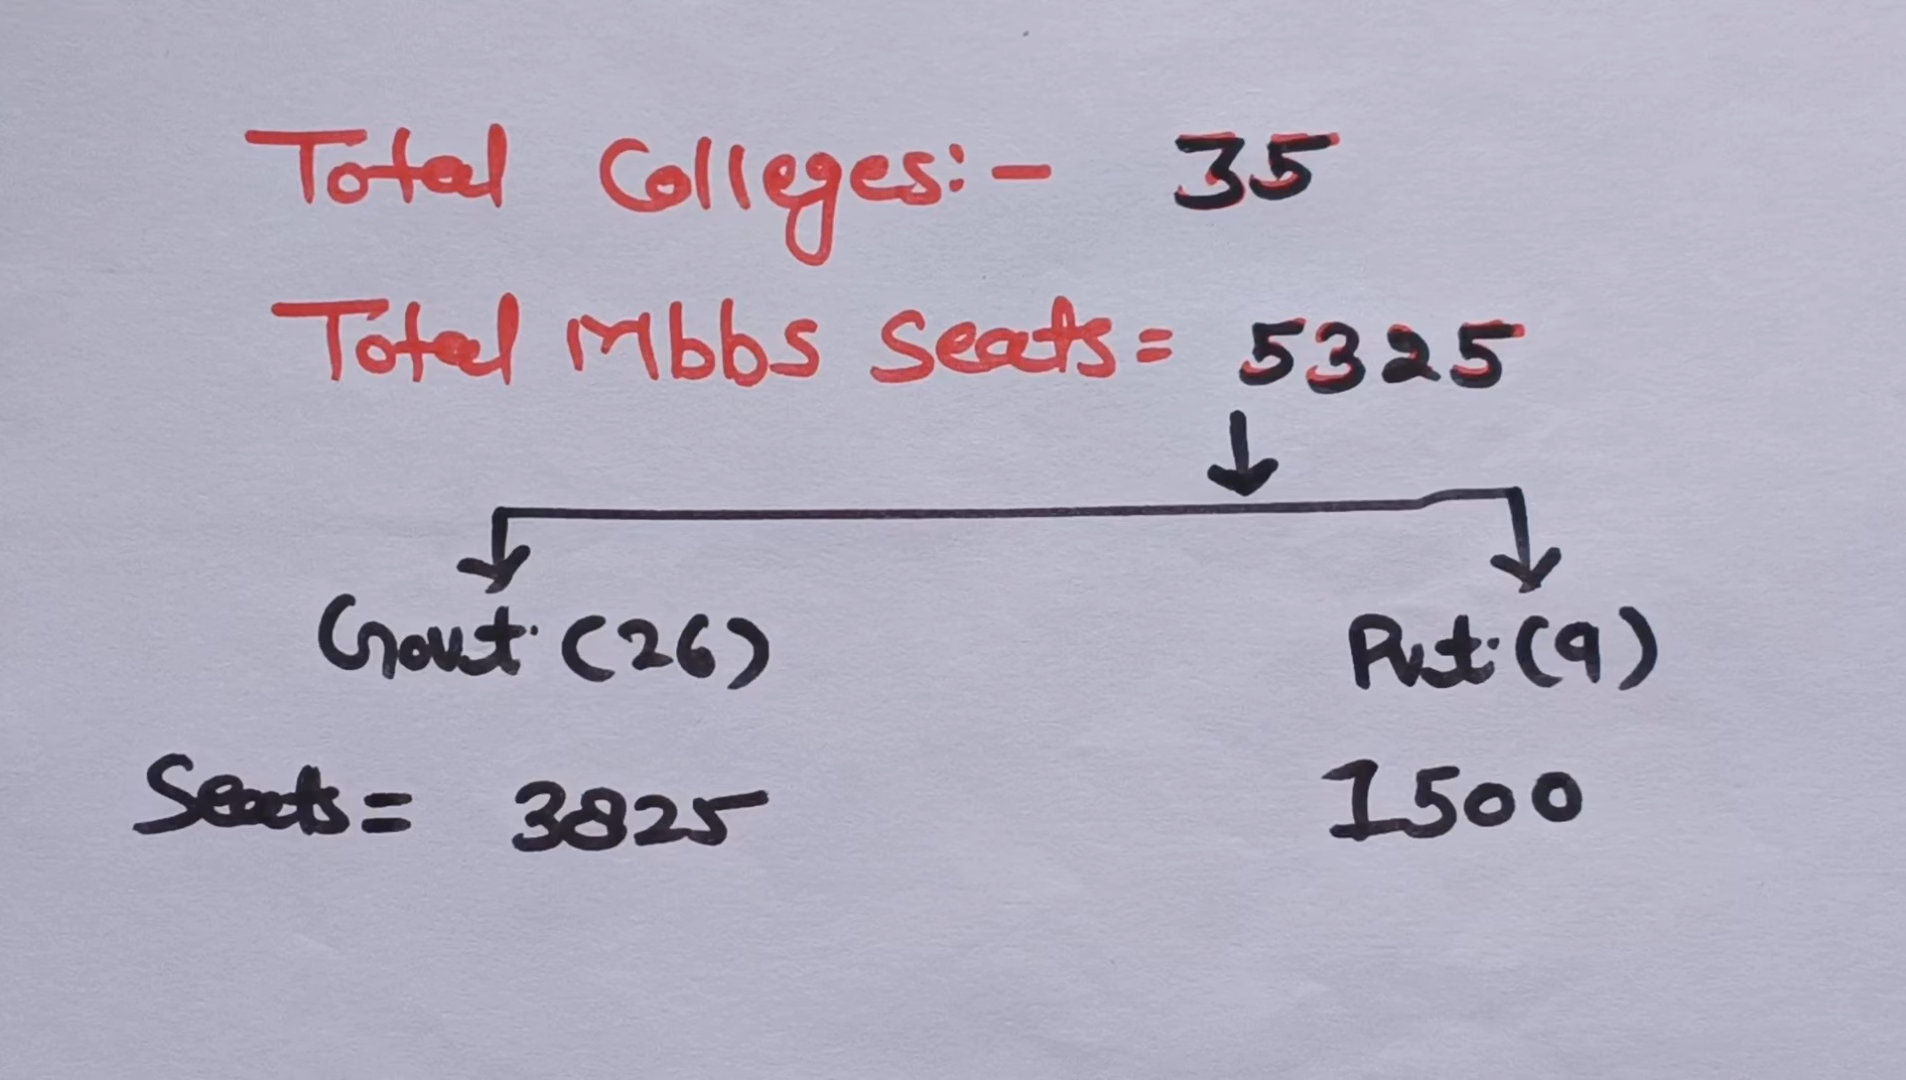 Total Colleges:- 35
Total Mbbs Seats= 5325
Govt. (26) Pvt. (9)
Seats= 3825 1500